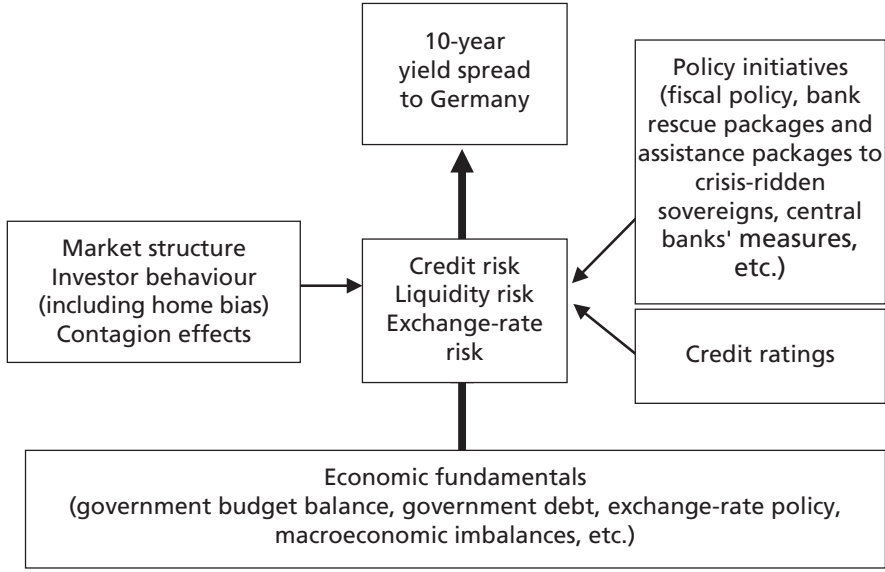 10-year
yield spread
to Germany
Policy initiatives
(fiscal policy, bank
rescue packages and
assistance packages to
crisis-ridden
sovereigns, central
banks' measures,
etc.)
Market structure
Investor behaviour
(including home bias)
Contagion effects
Credit risk
Liquidity risk
Exchange-rate
risk
Credit ratings
Economic fundamentals
(government budget balance, government debt, exchange-rate policy,
macroeconomic imbalances, etc.)